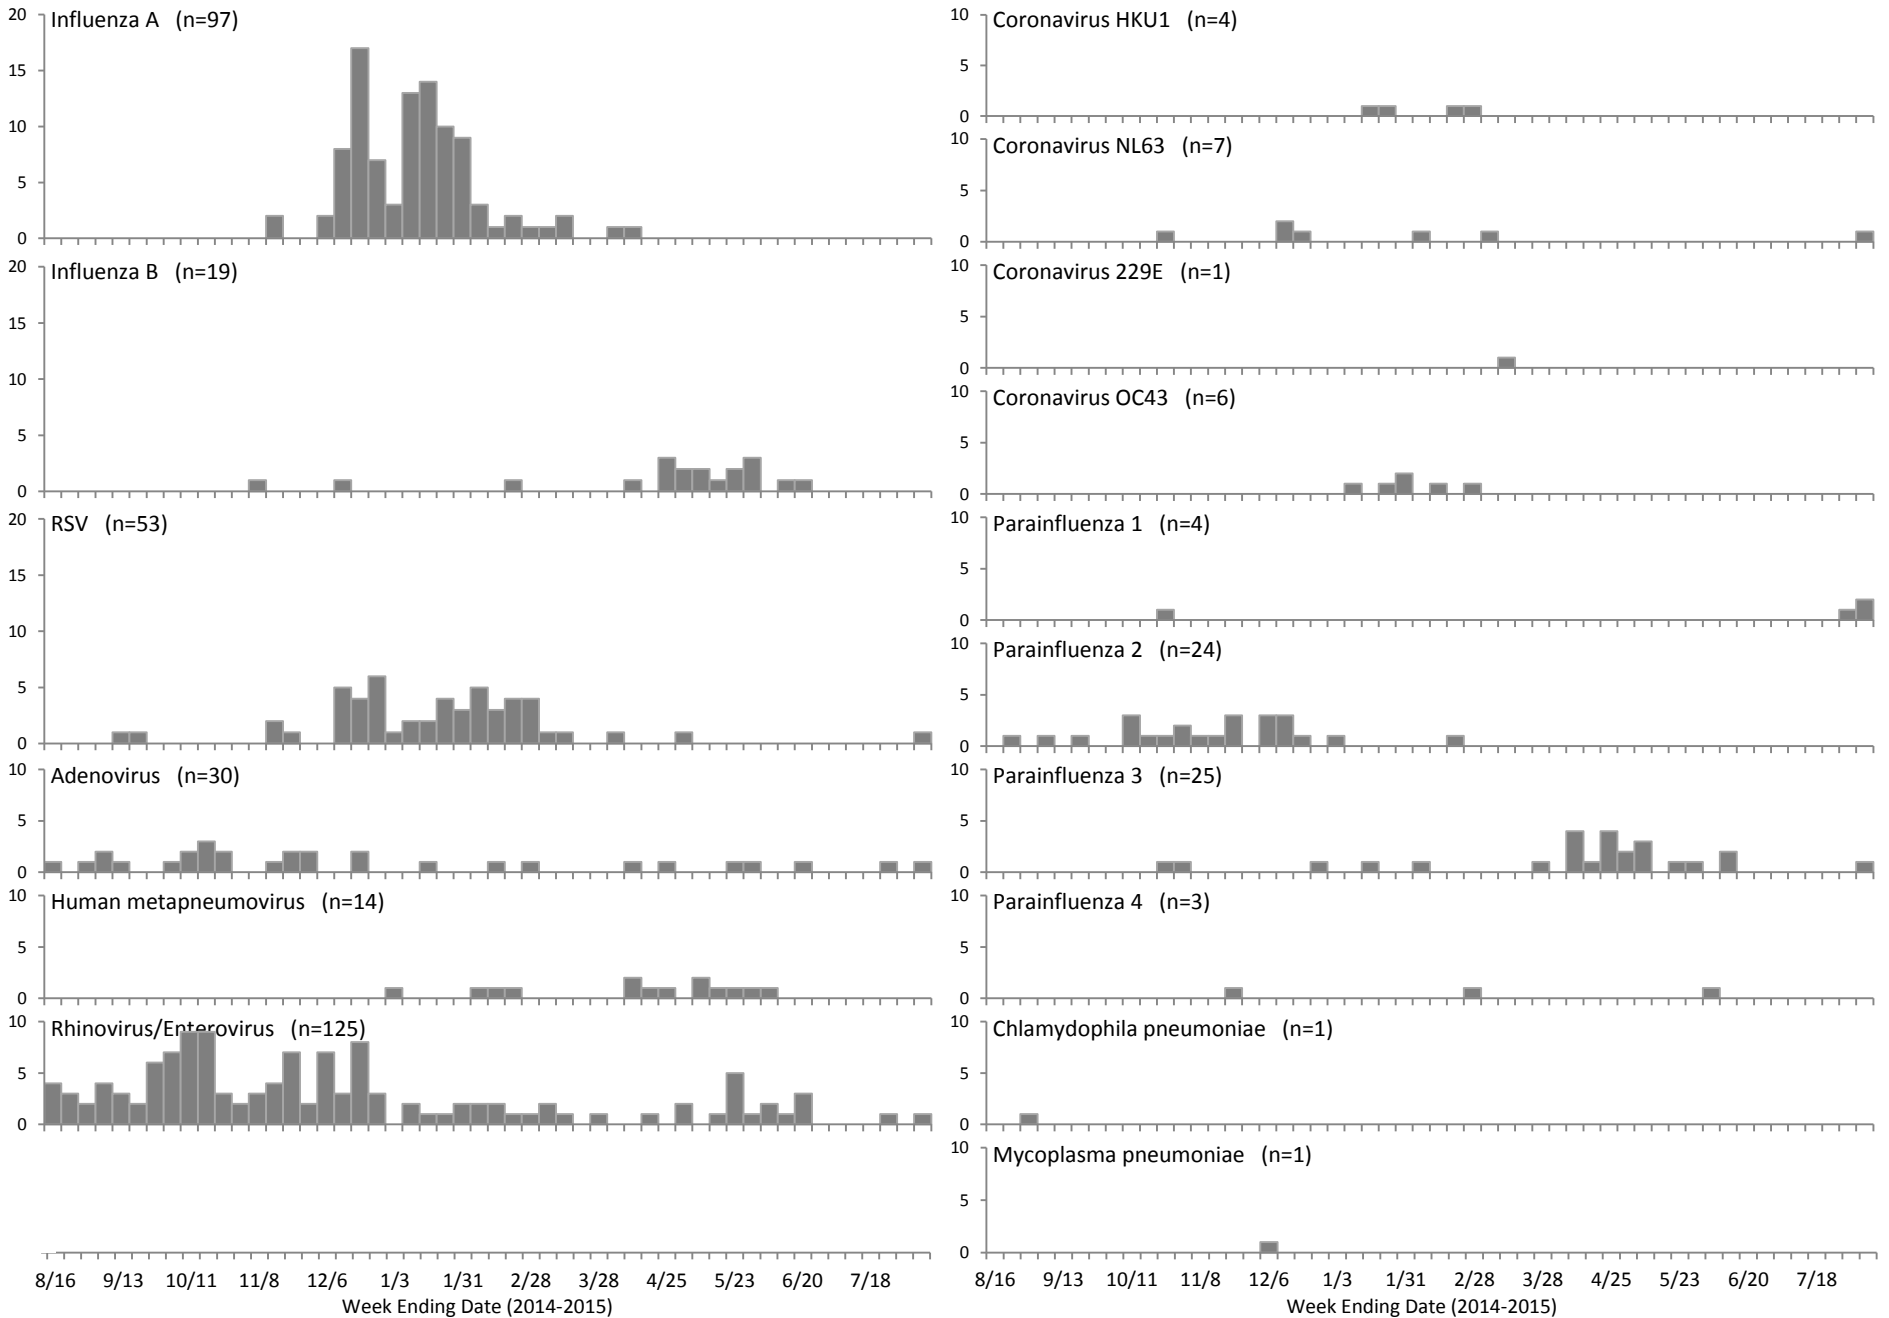 Influenza A (n=97)
20
15
10
5
0
Influenza B (n=19)
20
15
10
5
0
RSV (n=53)
20
15
10
5
0
Adenovirus (n=30)
10
5
0
Human metapneumovirus (n=14)
10
5
0
Rhinovirus/Enterovirus (n=125)
10
5
0
8/16 9/13 10/11 11/8 12/6 1/3 1/31 2/28 3/28 4/25 5/23 6/20 7/18
Week Ending Date (2014-2015)
Coronavirus HKU1 (n=4)
10
5
0
Coronavirus NL63 (n=7)
10
5
0
Coronavirus 229E (n=1)
10
5
0
Coronavirus OC43 (n=6)
10
5
0
Parainfluenza 1 (n=4)
10
5
0
Parainfluenza 2 (n=24)
10
5
0
Parainfluenza 3 (n=25)
10
5
0
Parainfluenza 4 (n=3)
10
5
0
Chlamydophila pneumoniae (n=1)
10
5
0
Mycoplasma pneumoniae (n=1)
10
5
0
8/16 9/13 10/11 11/8 12/6 1/3 1/31 2/28 3/28 4/25 5/23 6/20 7/18
Week Ending Date (2014-2015)